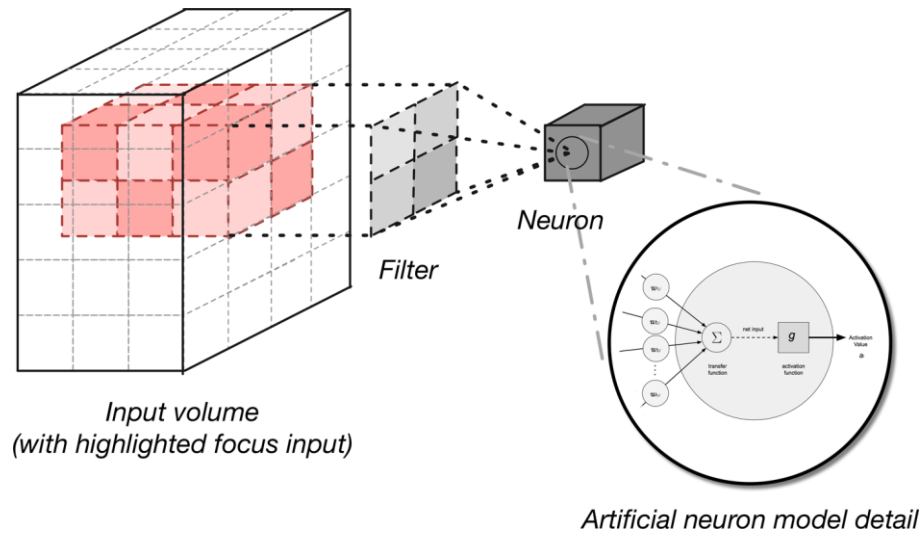 Neuron
Filter
Input volume
(with highlighted focus input)
Σ
net input
g
transfer
function
activation
function
Activation
Value
a
Artificial neuron model detail